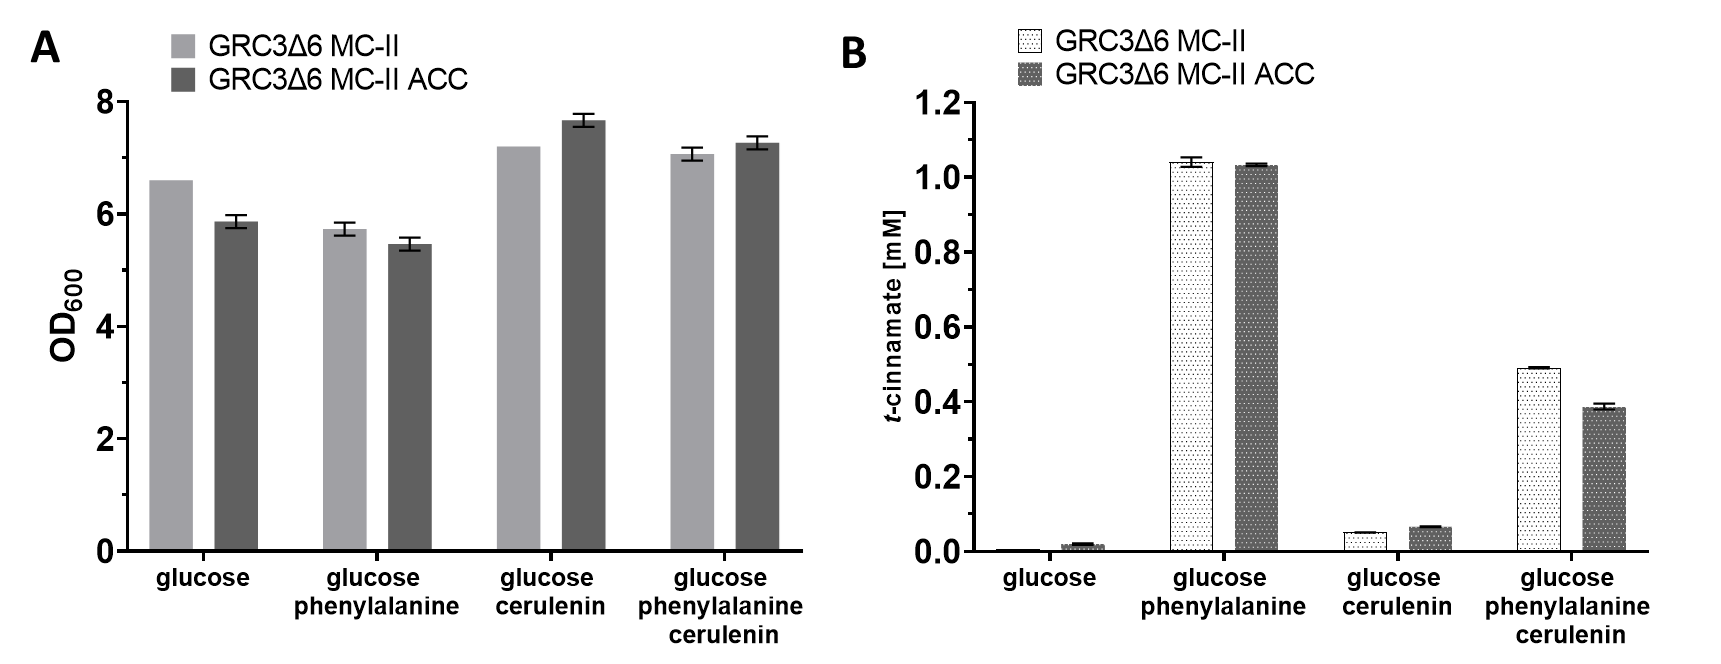 A
GRC3Δ6 MC-II
GRC3Δ6 MC-II ACC
8
6
4
2
0
OD600
glucose
glucose
phenylalanine
glucose
cerulenin
glucose
phenylalanine
cerulenin
B
GRC3Δ6 MC-II
GRC3Δ6 MC-II ACC
1.2
1.0
0.8
0.6
0.4
0.2
0.0
t-cinnamate [mM]
glucose
glucose
phenylalanine
glucose
cerulenin
glucose
phenylalanine
cerulenin